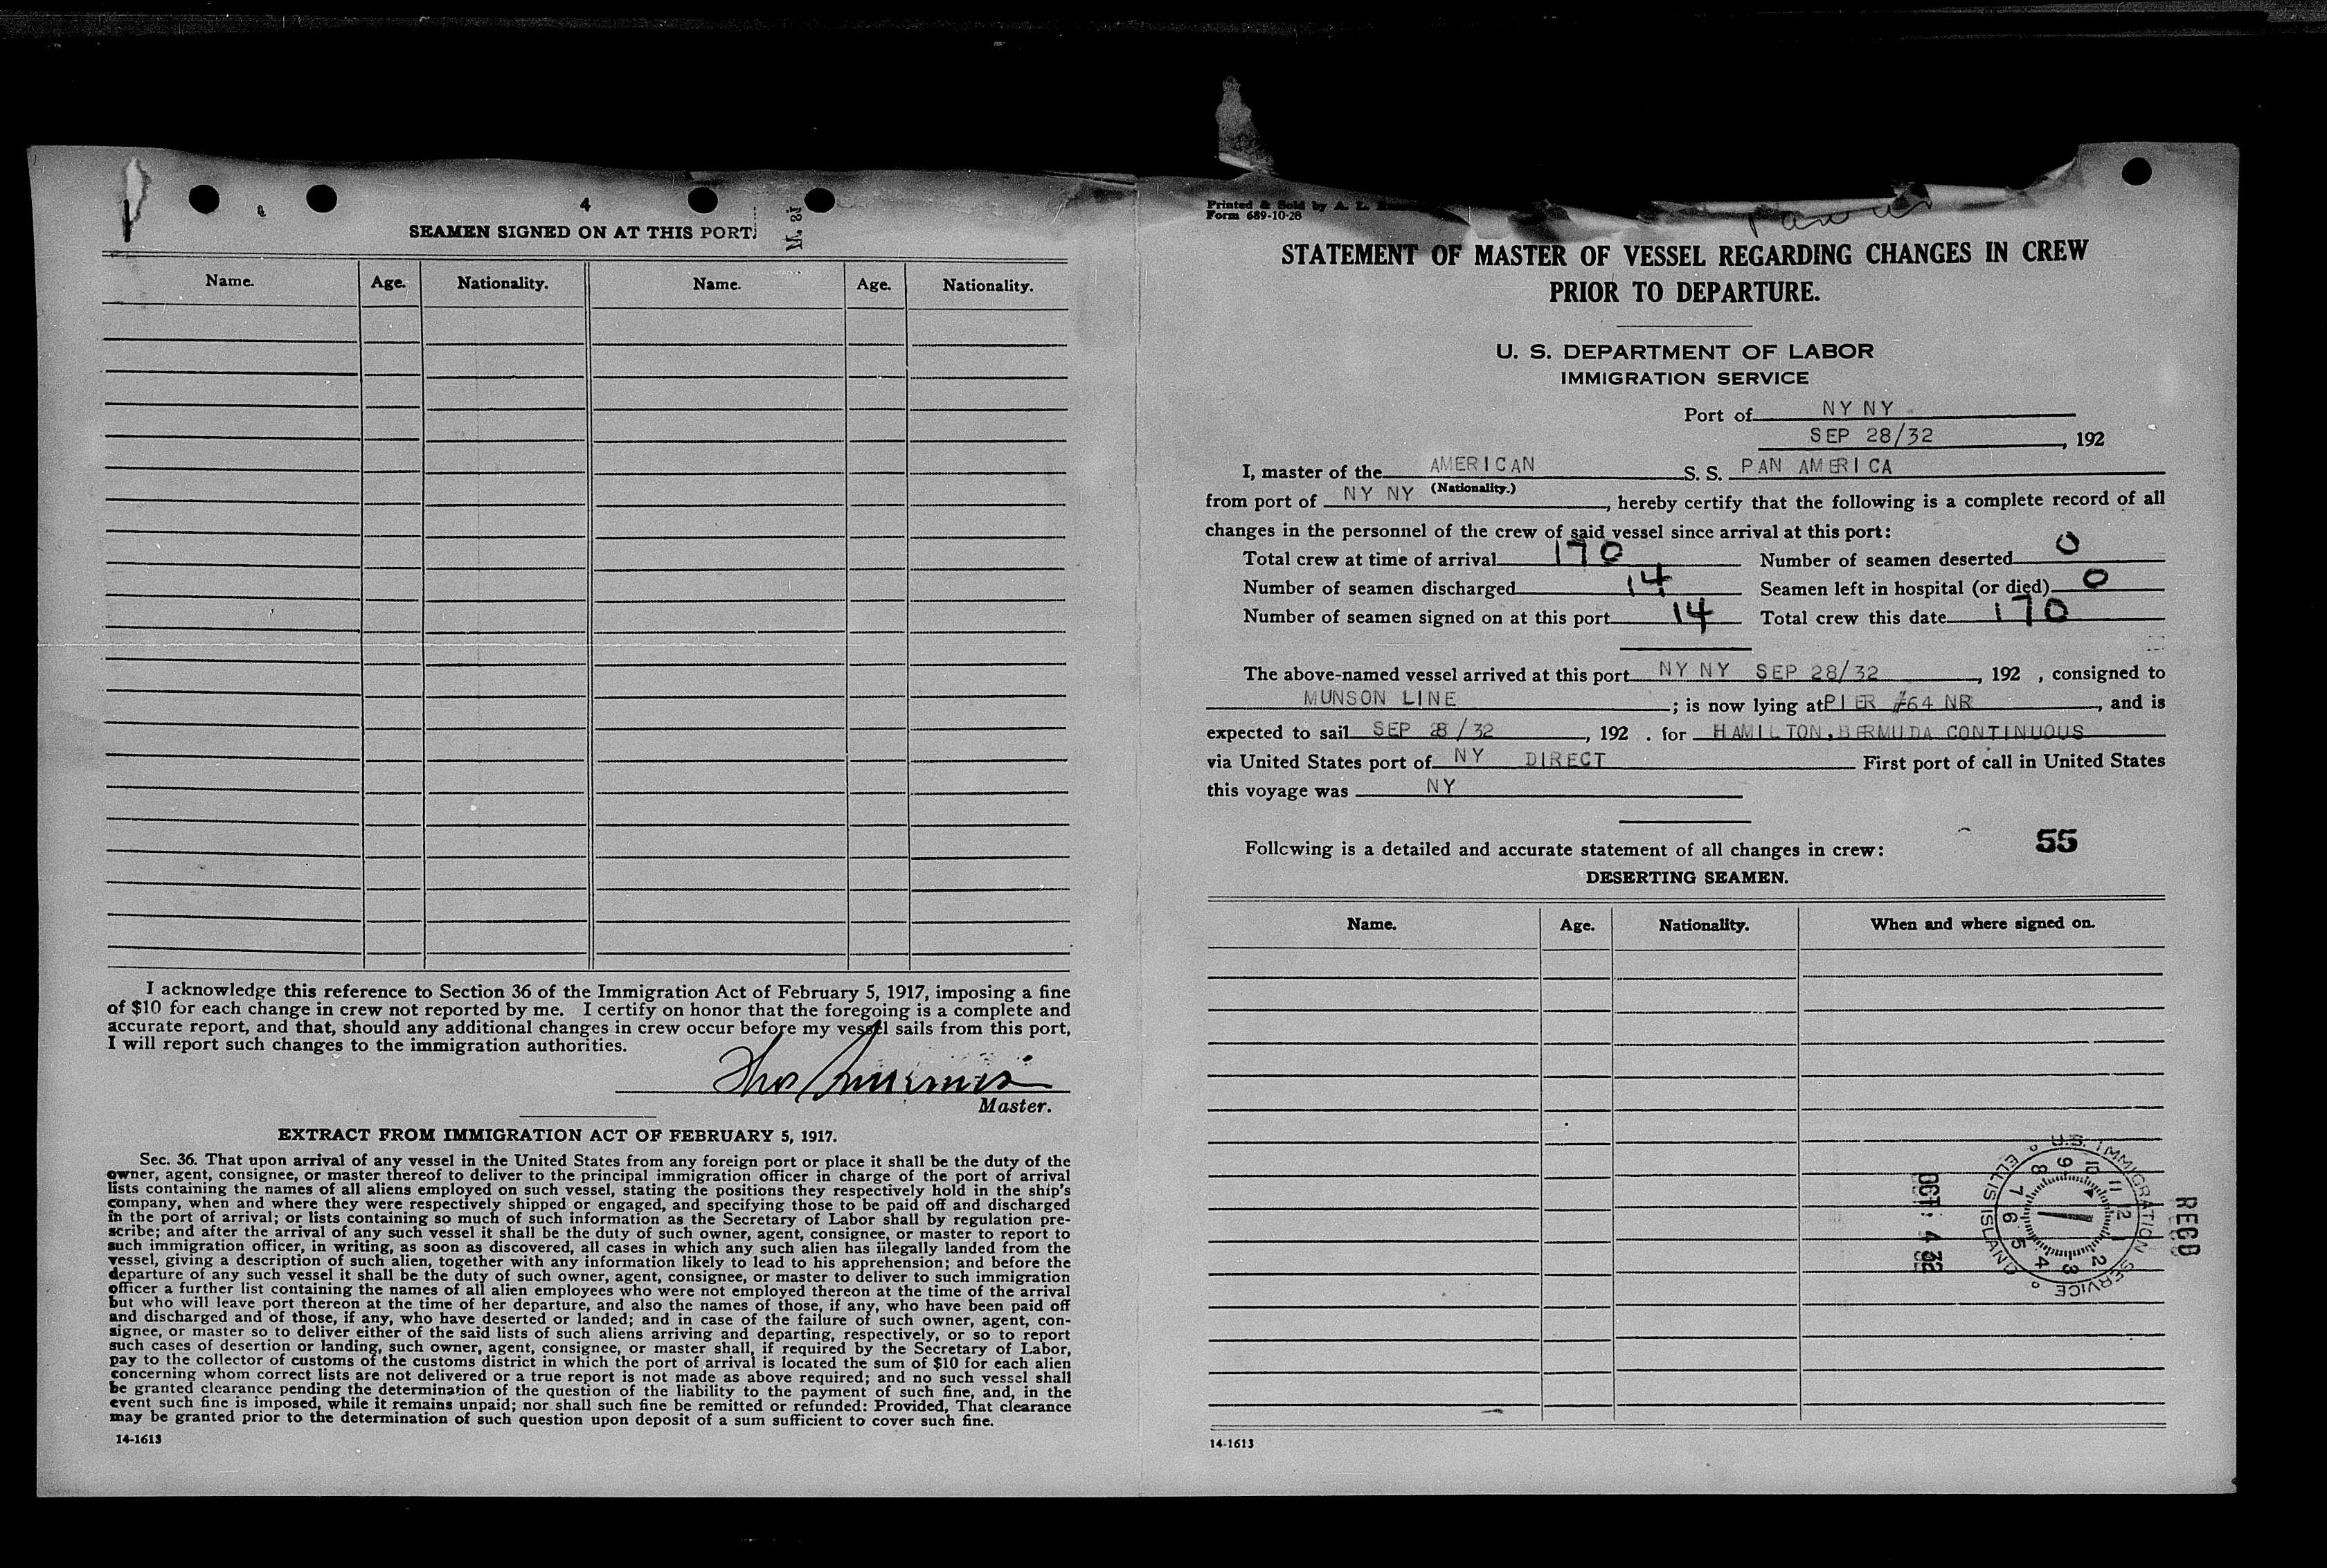 4
SEAMEN SIGNED ON AT THIS PORT.
Name. Age. Nationality. Name. Age. Nationality.
I acknowledge this reference to Section 36 of the Immigration Act of February 5, 1917, imposing a fine
of $10 for each change in crew not reported by me. I certify on honor that the foregoing is a complete and
accurate report, and that, should any additional changes in crew occur before my vessel sails from this port,
I will report such changes to the immigration authorities.
Master.
EXTRACT FROM IMMIGRATION ACT OF FEBRUARY 5, 1917.
Sec. 36. That upon arrival of any vessel in the United States from any foreign port or place it shall be the duty of the
owner, agent, consignee, or master thereof to deliver to the principal immigration officer in charge of the port of arrival
lists containing the names of all aliens employed on such vessel, stating the positions they respectively hold in the ship's
company, when and where they were respectively shipped or engaged, and specifying those to be paid off and discharged
in the port of arrival; or lists containing so much of such information as the Secretary of Labor shall by regulation pre-
scribe; and after the arrival of any such vessel it shall be the duty of such owner, agent, consignee, or master to report to
such immigration officer, in writing, as soon as discovered, all cases in which any such alien has illegally landed from the
vessel, giving a description of such alien, together with any information likely to lead to his apprehension; and before the
departure of any such vessel it shall be the duty of such owner, agent, consignee, or master to deliver to such immigration
officer a further list containing the names of all alien employees who were not employed thereon at the time of the arrival
but who will leave port thereon at the time of her departure, and also the names of those, if any, who have been paid off
and discharged and of those, if any, who have deserted or landed; and in case of the failure of such owner, agent, con-
signee, or master so to deliver either of the said lists of such aliens arriving and departing, respectively, or so to report
such cases of desertion or landing, such owner, agent, consignee, or master shall, if required by the Secretary of Labor,
pay to the collector of customs of the customs district in which the port of arrival is located the sum of $10 for each alien
concerning whom correct lists are not delivered or a true report is not made as above required; and no such vessel shall
be granted clearance pending the determination of the question of the liability to the payment of such fine, and, in the
event such fine is imposed, while it remains unpaid; nor shall such fine be remitted or refunded: Provided, That clearance
may be granted prior to the determination of such question upon deposit of a sum sufficient to cover such fine.
14-1613
Printed & Sold by A. L.
Form 689-10-28
STATEMENT OF MASTER OF VESSEL REGARDING CHANGES IN CREW
PRIOR TO DEPARTURE.
U. S. DEPARTMENT OF LABOR
IMMIGRATION SERVICE
Port of NY NY
SEP 28/32, 192
I, master of the AMERICAN S. S. PAN AMERICA
(Nationality.)
from port of NY NY, hereby certify that the following is a complete record of all
changes in the personnel of the crew of said vessel since arrival at this port:
Total crew at time of arrival 170 Number of seamen deserted 0
Number of seamen discharged 14 Seamen left in hospital (or died) 0
Number of seamen signed on at this port 14 Total crew this date 170
The above-named vessel arrived at this port NY NY SEP 28/32, 192 , consigned to
MUNSON LINE; is now lying at PIER #64 NR, and is
expected to sail SEP 28/32, 192 . for HAMILTON, BERMUDA CONTINUOUS
via United States port of NY DIRECT First port of call in United States
this voyage was NY
55
Following is a detailed and accurate statement of all changes in crew:
DESERTING SEAMEN.
Name. Age. Nationality. When and where signed on.
U.S. IMMIGRATION SERVICE
ELLIS ISLAND
1 2 3 4 5 6 7 8 9 10 11 12
OCT 4 32
RECD
14-1613